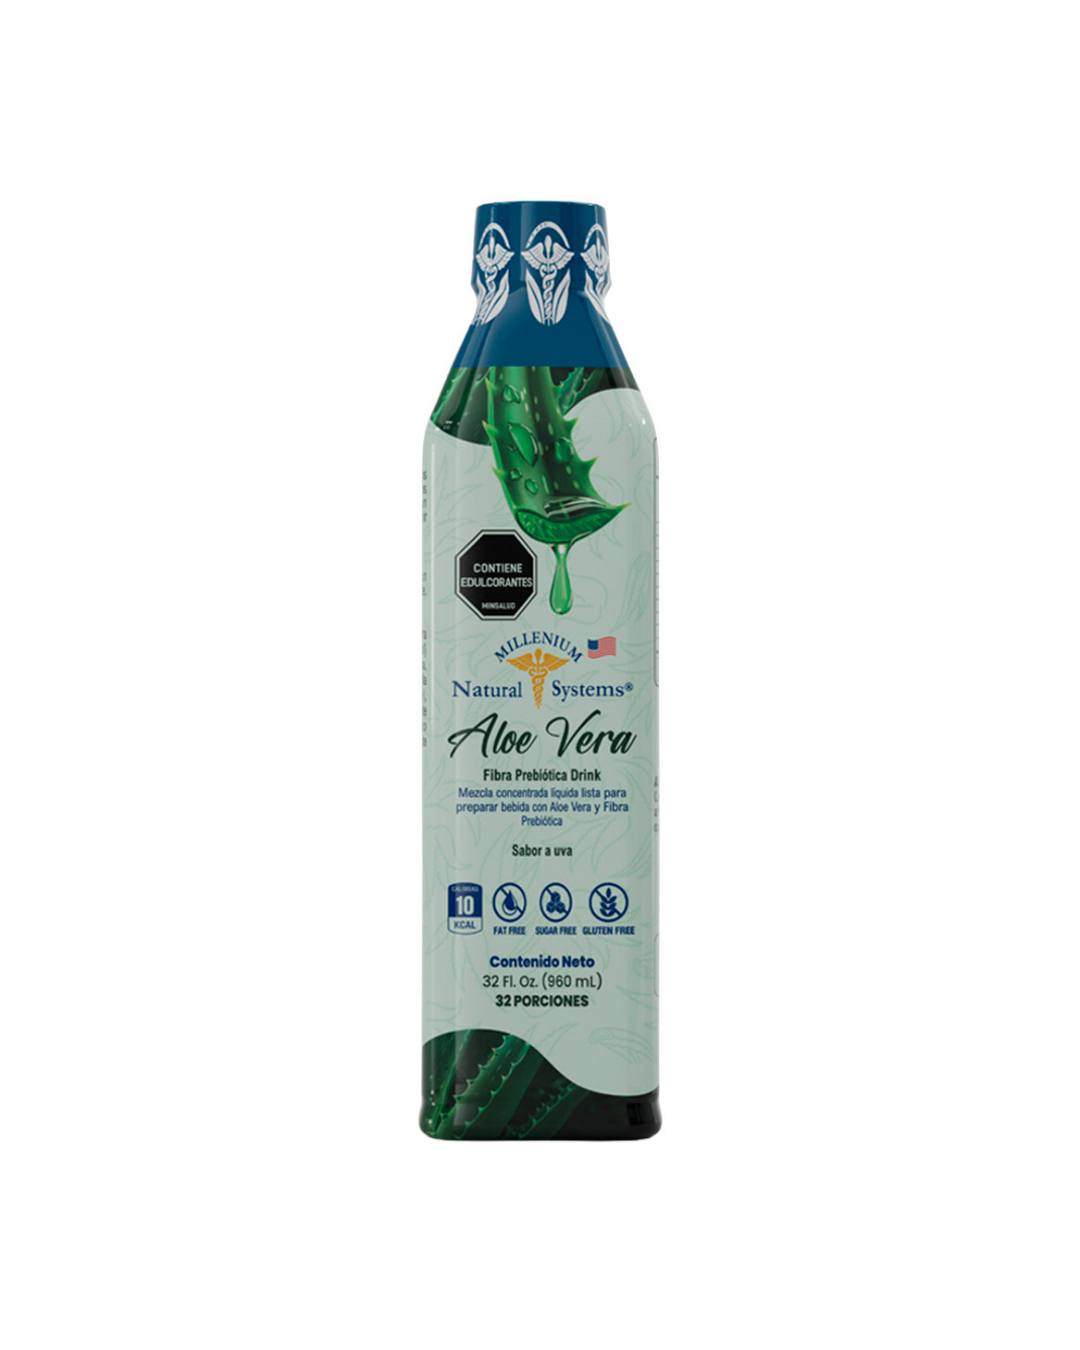 CONTIENE
EDULCORANTES
MINSALUD
MILLENIUM
Natural Systems®
Aloe Vera
Fibra Prebiótica Drink
Mezcla concentrada líquida lista para
preparar bebida con Aloe Vera y Fibra
Prebiótica
Sabor a uva
CALORÍAS
10
KCAL
FAT FREE
SUGAR FREE
GLUTEN FREE
Contenido Neto
32 Fl. Oz. (960 mL)
32 PORCIONES